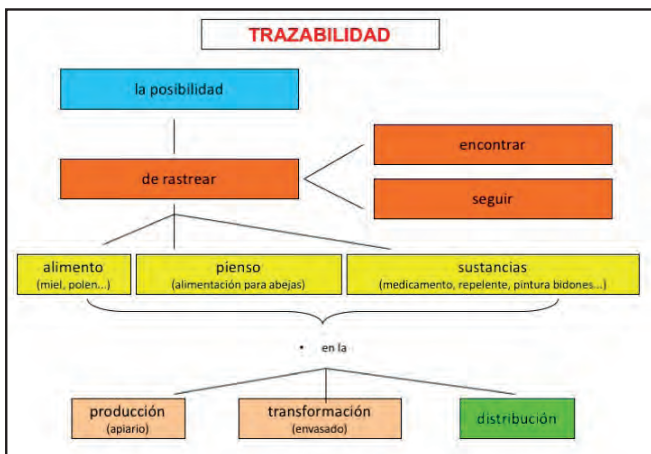 TRAZABILIDAD
la posibilidad
de rastrear
encontrar
seguir
alimento
(miel, polen...)
pienso
(alimentación para abejas)
sustancias
(medicamento, repelente, pintura bidones...)
• en la
producción
(apiario)
transformación
(envasado)
distribución